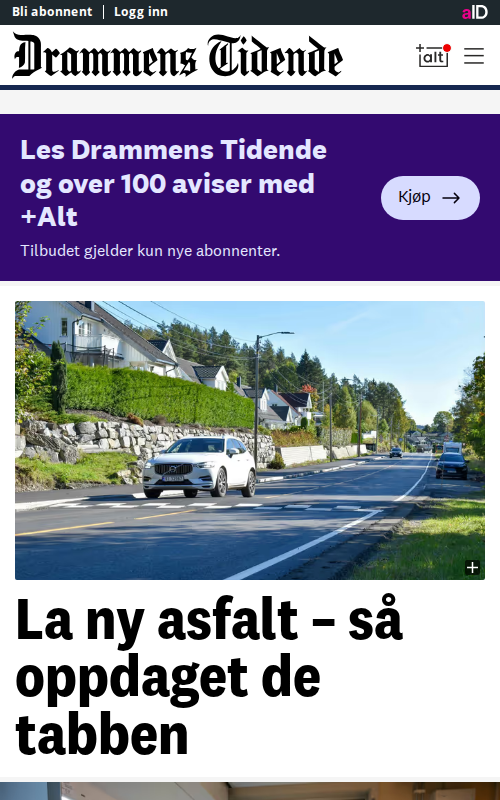 Bli abonnent
Logg inn
aID
Drammens Tidende
+alt
Les Drammens Tidende
og over 100 aviser med
+Alt
Kjøp
Tilbudet gjelder kun nye abonnenter.
La ny asfalt – så
oppdaget de
tabben